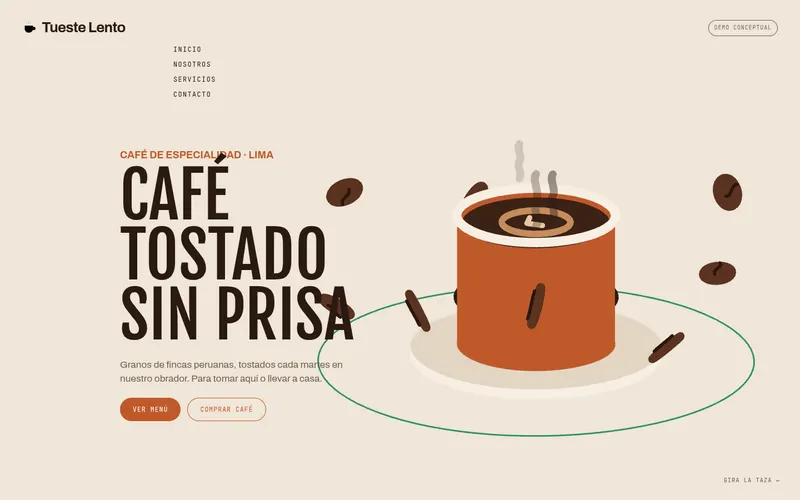 Tueste Lento
DEMO CONCEPTUAL
INICIO
NOSOTROS
SERVICIOS
CONTACTO
CAFÉ DE ESPECIALIDAD · LIMA
CAFÉ
TOSTADO
SIN PRISA
Granos de fincas peruanas, tostados cada martes en
nuestro obrador. Para tomar aquí o llevar a casa.
VER MENÚ
COMPRAR CAFÉ
GIRA LA TAZA →